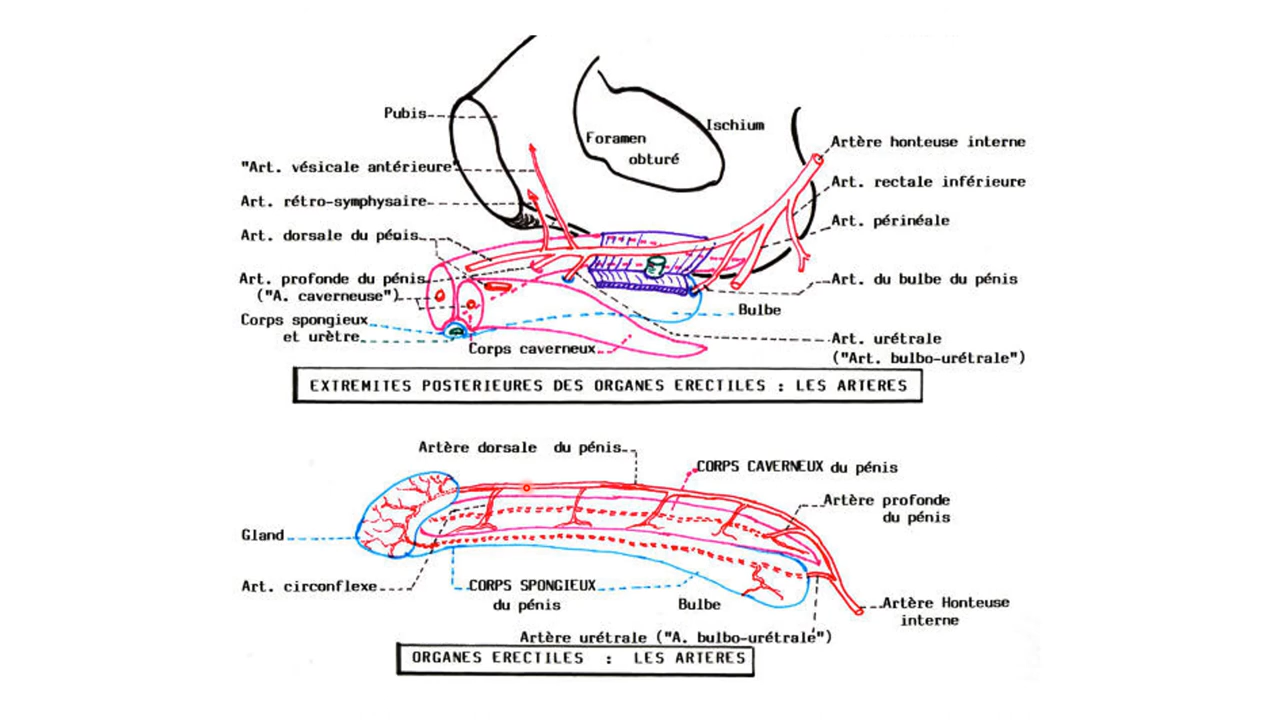 Pubis
Ischium
Foramen
obturé
Artère honteuse interne
"Art. vésicale antérieure"
Art. rectale inférieure
Art. rétro-symphysaire
Art. périnéale
Art. dorsale du pénis
Art. profonde du pénis
("A. caverneuse")
Art. du bulbe du pénis
Bulbe
Corps spongieux
et urètre
Corps caverneux
Art. urétrale
("Art. bulbo-urétrale")
EXTREMITES POSTERIEURES DES ORGANES ERECTILES : LES ARTERES
Artère dorsale du pénis
CORPS CAVERNEUX du pénis
Artère profonde
du pénis
Gland
Art. circonflexe
CORPS SPONGIEUX
du pénis
Bulbe
Artère Honteuse
interne
Artère urétrale ("A. bulbo-urétrale")
ORGANES ERECTILES : LES ARTERES